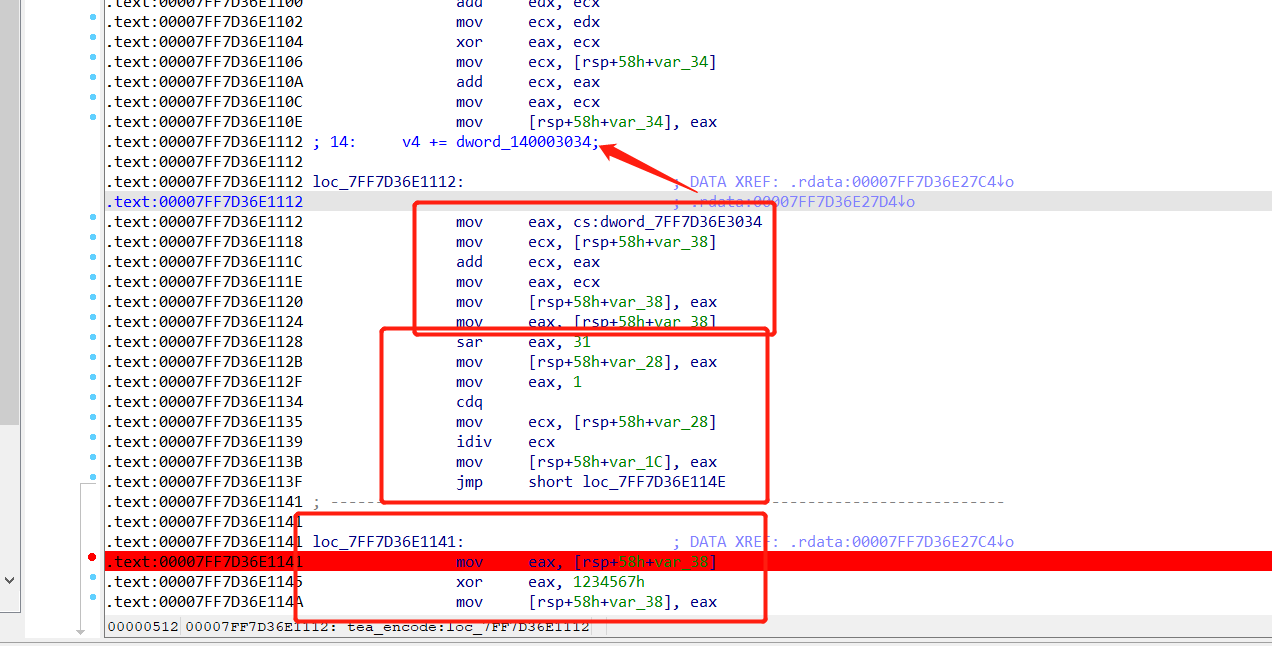 .text:00007FF7D36E1100 add edx, ecx
.text:00007FF7D36E1102 mov ecx, edx
.text:00007FF7D36E1104 xor eax, ecx
.text:00007FF7D36E1106 mov ecx, [rsp+58h+var_34]
.text:00007FF7D36E110A add ecx, eax
.text:00007FF7D36E110C mov eax, ecx
.text:00007FF7D36E110E mov [rsp+58h+var_34], eax
.text:00007FF7D36E1112 ; 14: v4 += dword_140003034;
.text:00007FF7D36E1112
.text:00007FF7D36E1112 loc_7FF7D36E1112: ; DATA XREF: .rdata:00007FF7D36E27C4↓o
.text:00007FF7D36E1112 ; .rdata:00007FF7D36E27D4↓o
.text:00007FF7D36E1112 mov eax, cs:dword_7FF7D36E3034
.text:00007FF7D36E1118 mov ecx, [rsp+58h+var_38]
.text:00007FF7D36E111C add ecx, eax
.text:00007FF7D36E111E mov eax, ecx
.text:00007FF7D36E1120 mov [rsp+58h+var_38], eax
.text:00007FF7D36E1124 mov eax, [rsp+58h+var_38]
.text:00007FF7D36E1128 sar eax, 31
.text:00007FF7D36E112B mov [rsp+58h+var_28], eax
.text:00007FF7D36E112F mov eax, 1
.text:00007FF7D36E1134 cdq
.text:00007FF7D36E1135 mov ecx, [rsp+58h+var_28]
.text:00007FF7D36E1139 idiv ecx
.text:00007FF7D36E113B mov [rsp+58h+var_1C], eax
.text:00007FF7D36E113F jmp short loc_7FF7D36E114E
.text:00007FF7D36E1141 ; ---------------------------------------------------------------------------
.text:00007FF7D36E1141
.text:00007FF7D36E1141 loc_7FF7D36E1141: ; DATA XREF: .rdata:00007FF7D36E27C4↓o
.text:00007FF7D36E1141 mov eax, [rsp+58h+var_38]
.text:00007FF7D36E1145 xor eax, 1234567h
.text:00007FF7D36E114A mov [rsp+58h+var_38], eax
00000512 00007FF7D36E1112: tea_encode:loc_7FF7D36E1112